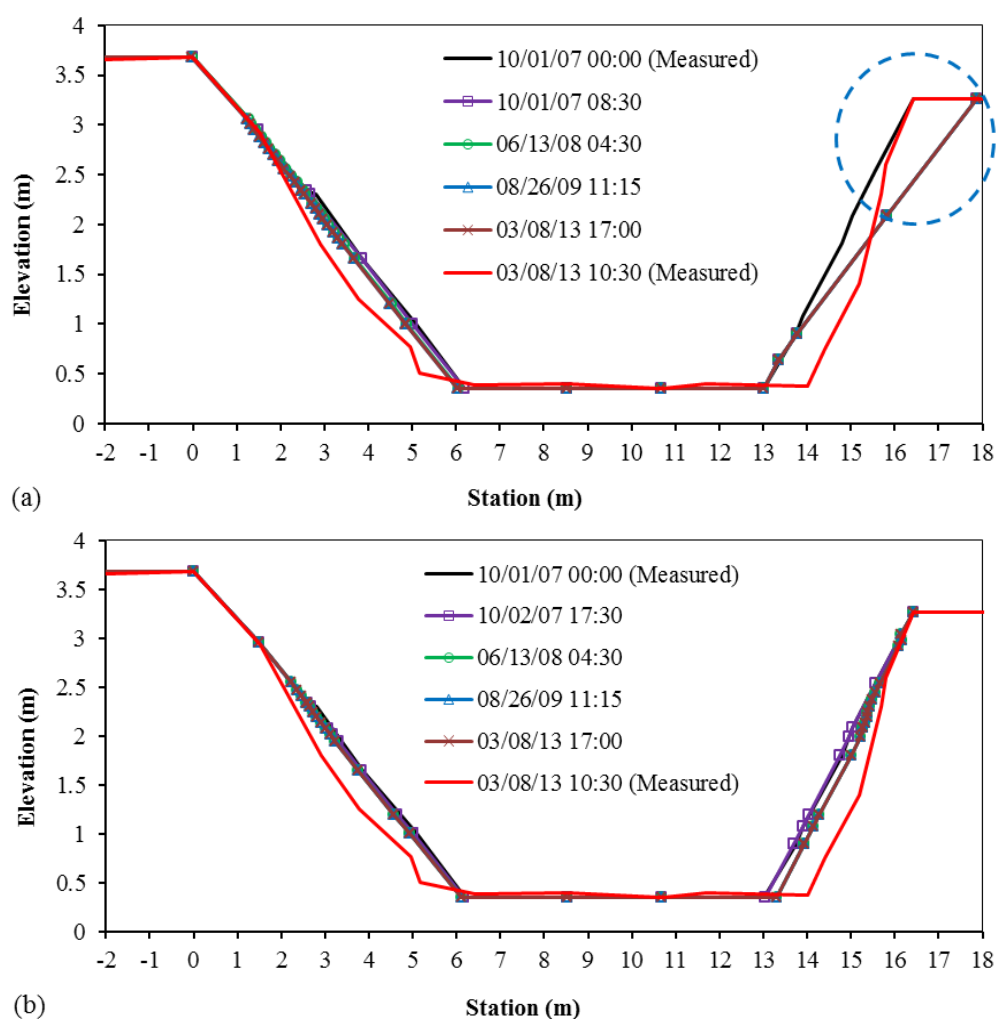 4
3.5
3
2.5
2
1.5
1
0.5
0
Elevation (m)
10/01/07 00:00 (Measured)
10/01/07 08:30
06/13/08 04:30
08/26/09 11:15
03/08/13 17:00
03/08/13 10:30 (Measured)
-2 -1 0 1 2 3 4 5 6 7 8 9 10 11 12 13 14 15 16 17 18
Station (m)
(a)
4
3.5
3
2.5
2
1.5
1
0.5
0
Elevation (m)
10/01/07 00:00 (Measured)
10/02/07 17:30
06/13/08 04:30
08/26/09 11:15
03/08/13 17:00
03/08/13 10:30 (Measured)
-2 -1 0 1 2 3 4 5 6 7 8 9 10 11 12 13 14 15 16 17 18
Station (m)
(b)